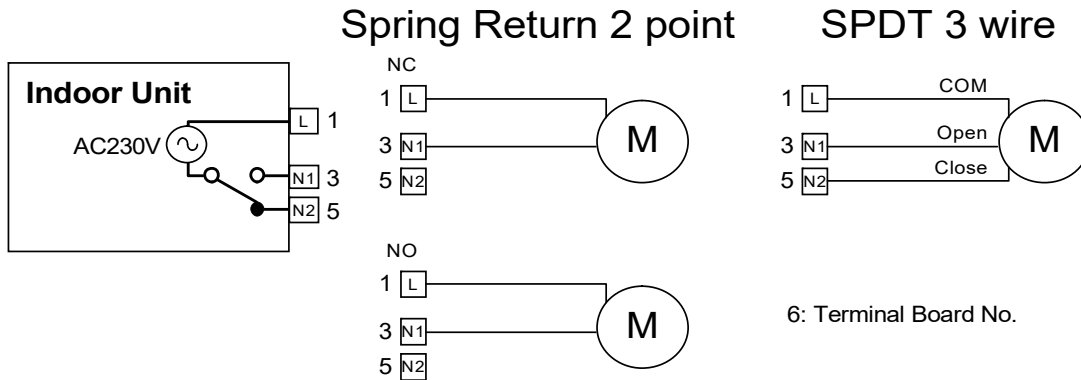 Spring Return 2 point
SPDT 3 wire
Indoor Unit
AC230V
L 1
N1 3
N2 5
NC
1 L
3 N1
5 N2
M
NO
1 L
3 N1
5 N2
M
1 L
3 N1
5 N2
COM
Open
Close
M
6: Terminal Board No.